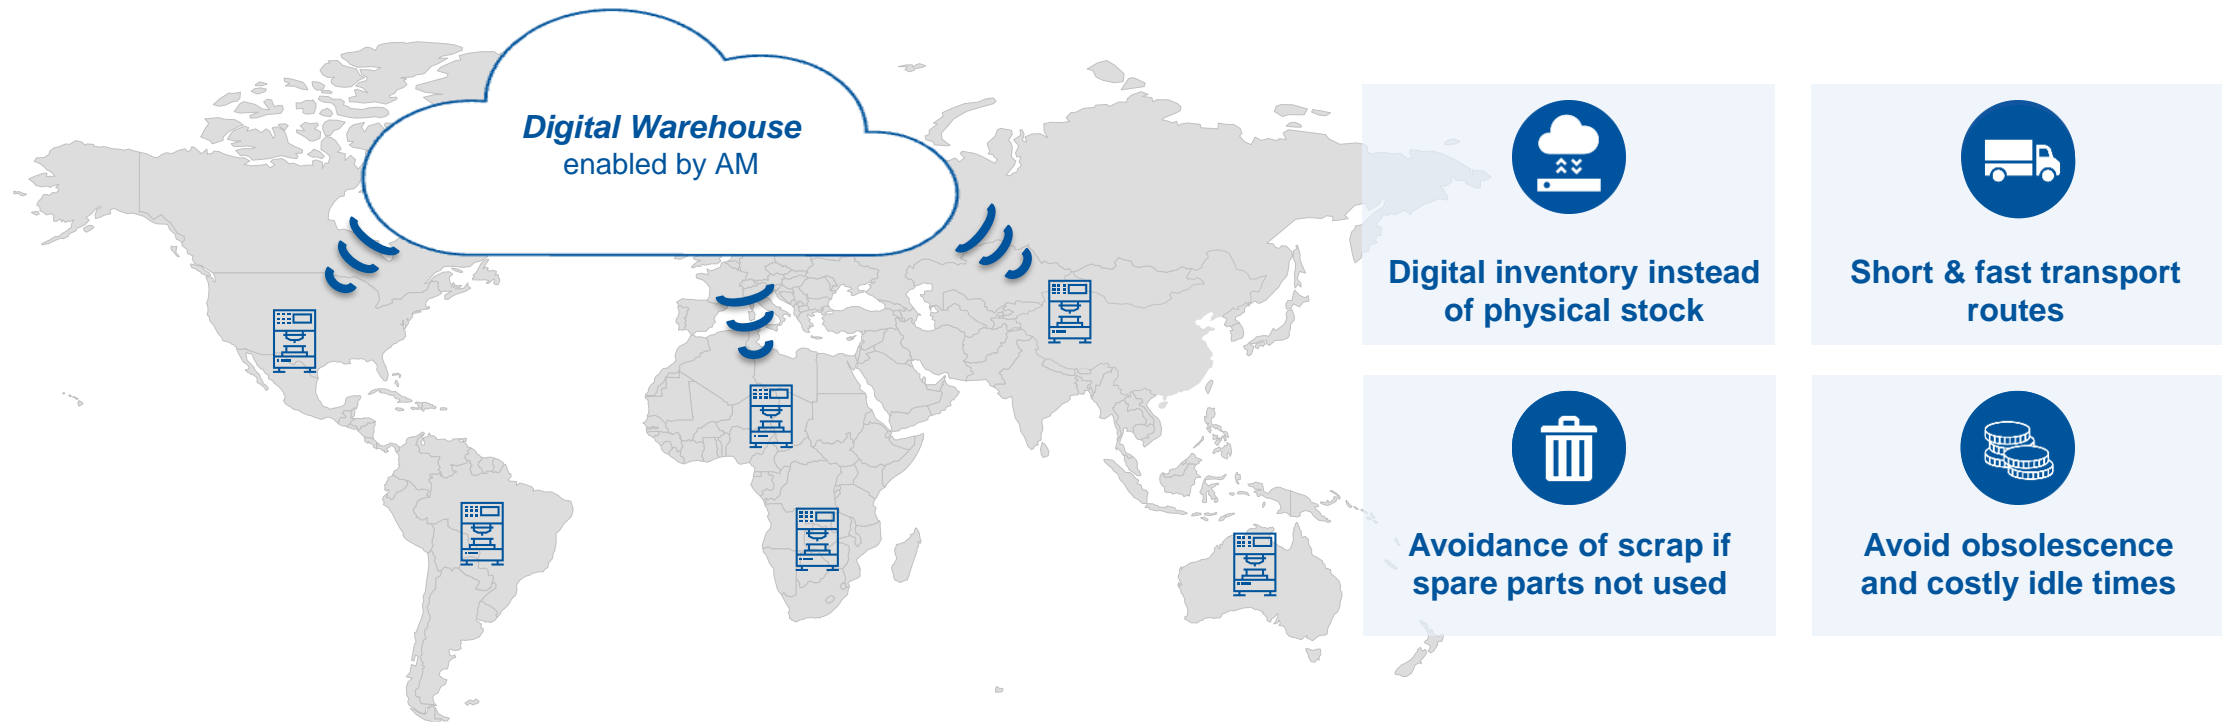 Digital Warehouse
enabled by AM
Digital inventory instead
of physical stock
Short & fast transport
routes
Avoidance of scrap if
spare parts not used
Avoid obsolescence
and costly idle times